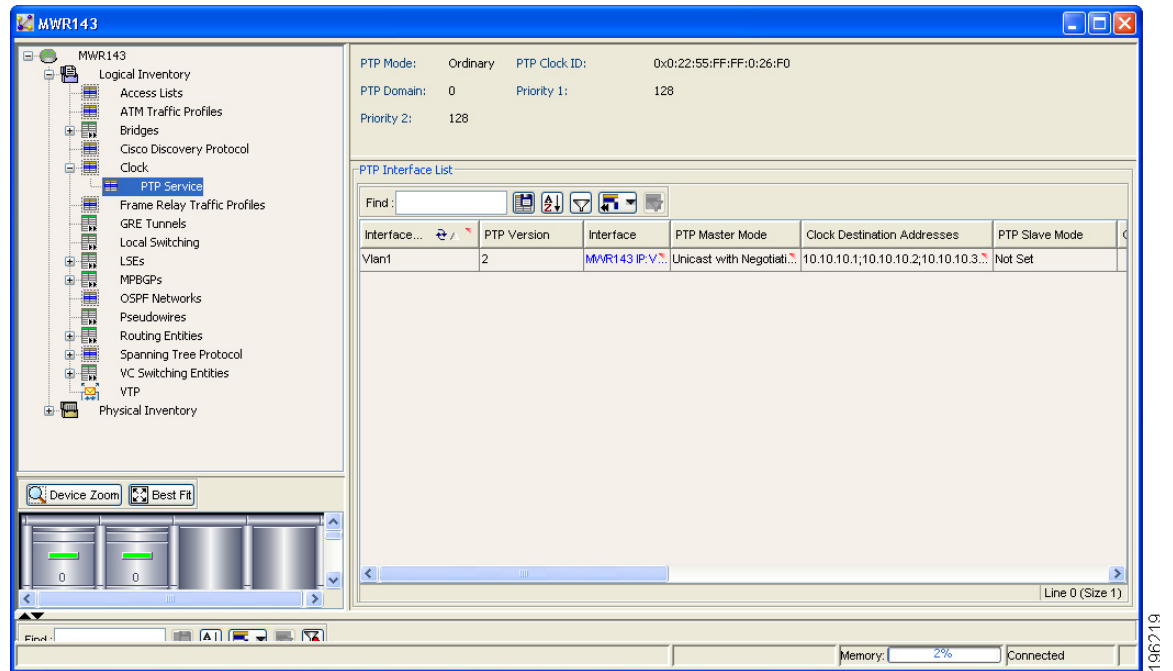 MWR143
MWR143
Logical Inventory
Access Lists
ATM Traffic Profiles
Bridges
Cisco Discovery Protocol
Clock
PTP Service
Frame Relay Traffic Profiles
GRE Tunnels
Local Switching
LSEs
MPBGPs
OSPF Networks
Pseudowires
Routing Entities
Spanning Tree Protocol
VC Switching Entities
VTP
Physical Inventory
Device Zoom Best Fit
0 0
PTP Mode: Ordinary PTP Clock ID: 0x0:22:55:FF:FF:0:26:F0
PTP Domain: 0 Priority 1: 128
Priority 2: 128
PTP Interface List
Find :
Interface... PTP Version Interface PTP Master Mode Clock Destination Addresses PTP Slave Mode
Vlan1 2 MWR143 IP:V... Unicast with Negotiati... 10.10.10.1;10.10.10.2;10.10.10.3... Not Set
Line 0 (Size 1)
Find :
Memory: 2% Connected
196219